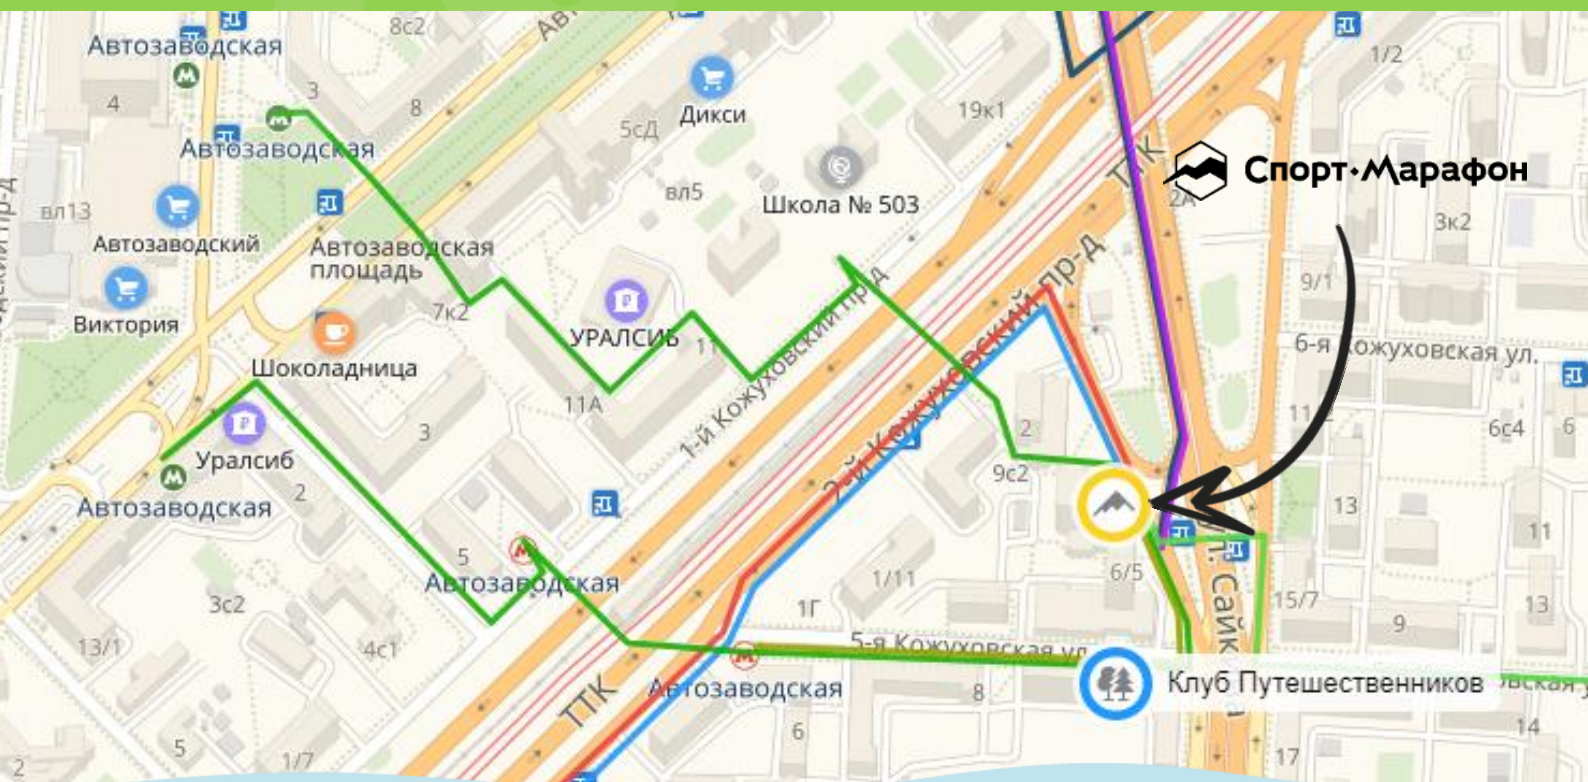 8с2
Ав
Автозаводская
1/2
3
4
8
Дикси
19к1
5сД
Автозаводская
ТТК
Спорт-Марафон
вл5
Школа № 503
2А
вл13
3к2
Автозаводский
Автозаводская
площадь
9/1
7к2
Виктория
УРАЛСИБ
11
1-й Кожуховский пр-д
2-й Кожуховский пр-д
6-я Кожуховская ул.
Шоколадница
11А
3
2
6с4
6
Уралсиб
9с2
2
13
Автозаводская
11
5
Автозаводская
1/11
6/5
ул. Сайк
3с2
1Г
15/7
13
9
13/1
4с1
5-я Кожуховская ул
Автозаводская
8
Клуб Путешественников
вская у
ТТК
6
14
5
1/7
17
2